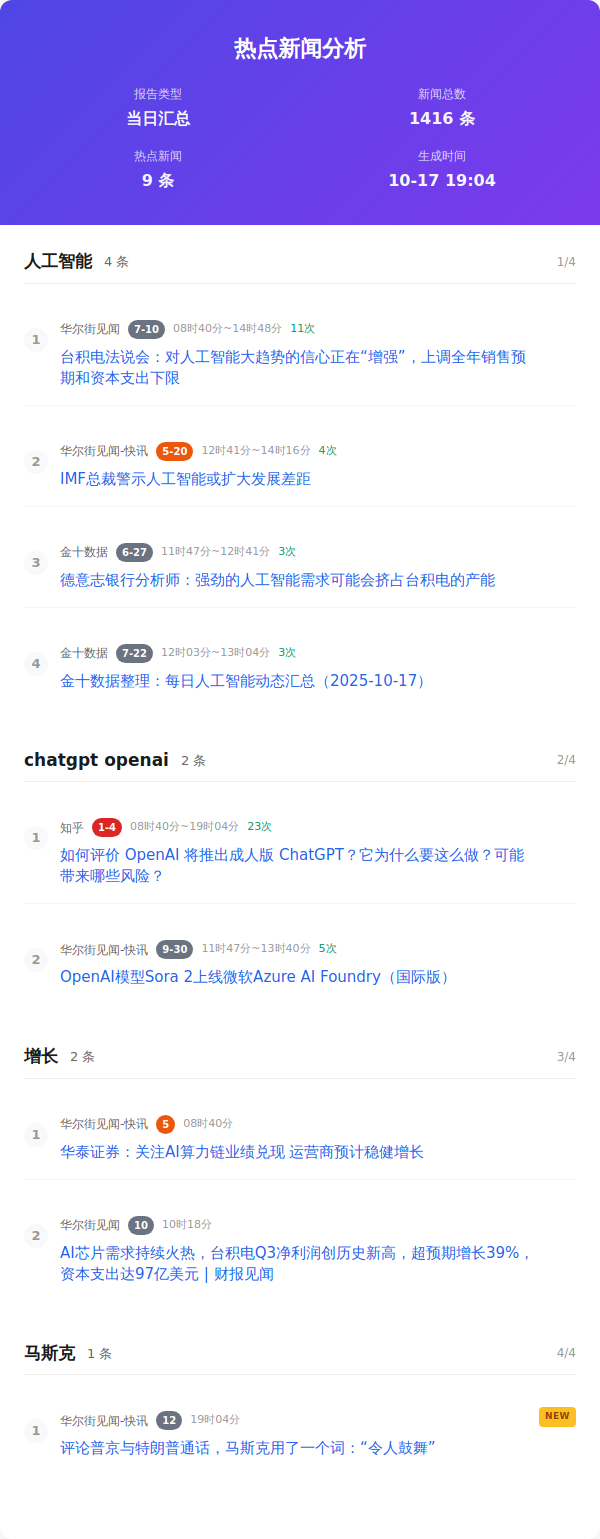 热点新闻分析
报告类型
新闻总数
当日汇总
1416 条
热点新闻
生成时间
9 条
10-17 19:04
人工智能 4 条 1/4
1
华尔街见闻 7-10 08时40分~14时48分 11次
台积电法说会：对人工智能大趋势的信心正在“增强”，上调全年销售预
期和资本支出下限
2
华尔街见闻-快讯 5-20 12时41分~14时16分 4次
IMF总裁警示人工智能或扩大发展差距
3
金十数据 6-27 11时47分~12时41分 3次
德意志银行分析师：强劲的人工智能需求可能会挤占台积电的产能
4
金十数据 7-22 12时03分~13时04分 3次
金十数据整理：每日人工智能动态汇总（2025-10-17）
chatgpt openai 2 条 2/4
1
知乎 1-4 08时40分~19时04分 23次
如何评价 OpenAI 将推出成人版 ChatGPT？它为什么要这么做？可能
带来哪些风险？
2
华尔街见闻-快讯 9-30 11时47分~13时40分 5次
OpenAI模型Sora 2上线微软Azure AI Foundry（国际版）
增长 2 条 3/4
1
华尔街见闻-快讯 5 08时40分
华泰证券：关注AI算力链业绩兑现 运营商预计稳健增长
2
华尔街见闻 10 10时18分
AI芯片需求持续火热，台积电Q3净利润创历史新高，超预期增长39%，
资本支出达97亿美元 | 财报见闻
马斯克 1 条 4/4
1
华尔街见闻-快讯 12 19时04分 NEW
评论普京与特朗普通话，马斯克用了一个词：“令人鼓舞”